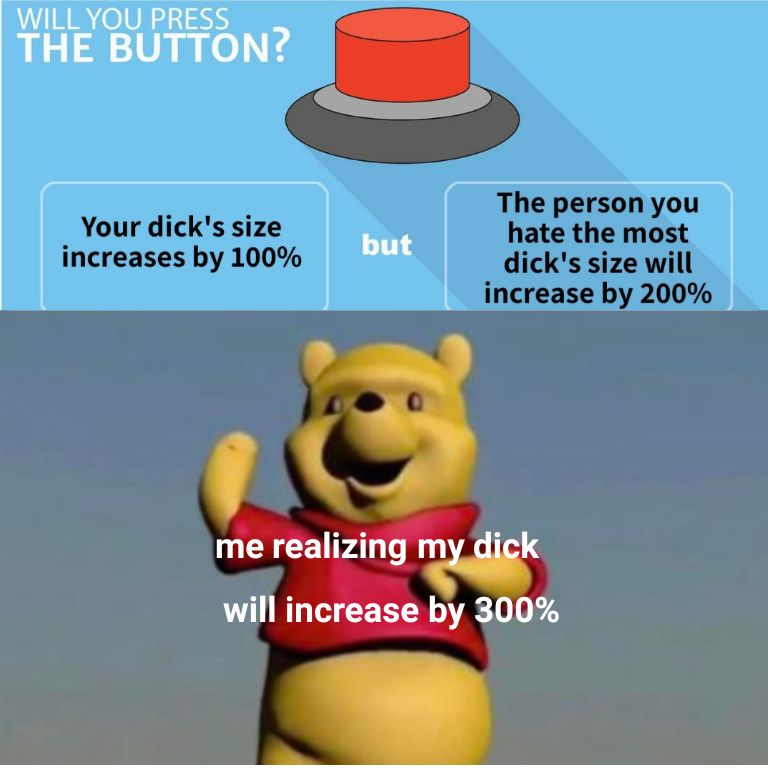 WILL YOU PRESS
THE BUTTON?
Your dick's size
increases by 100%
but
The person you
hate the most
dick's size will
increase by 200%
me realizing my dick
will increase by 300%